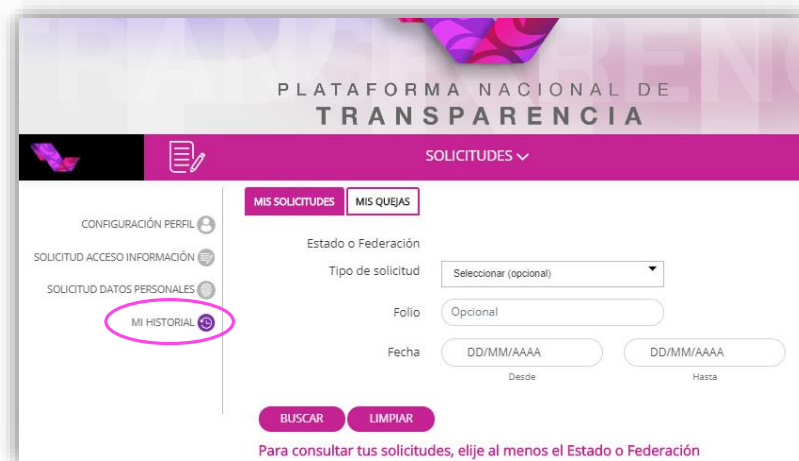 PLATAFORMA NACIONAL DE
TRANSPARENCIA
SOLICITUDES
CONFIGURACIÓN PERFIL
SOLICITUD ACCESO INFORMACIÓN
SOLICITUD DATOS PERSONALES
MI HISTORIAL
MIS SOLICITUDES MIS QUEJAS
Estado o Federación
Tipo de solicitud Seleccionar (opcional)
Folio Opcional
Fecha DD/MM/AAAA DD/MM/AAAA
Desde Hasta
BUSCAR LIMPIAR
Para consultar tus solicitudes, elije al menos el Estado o Federación